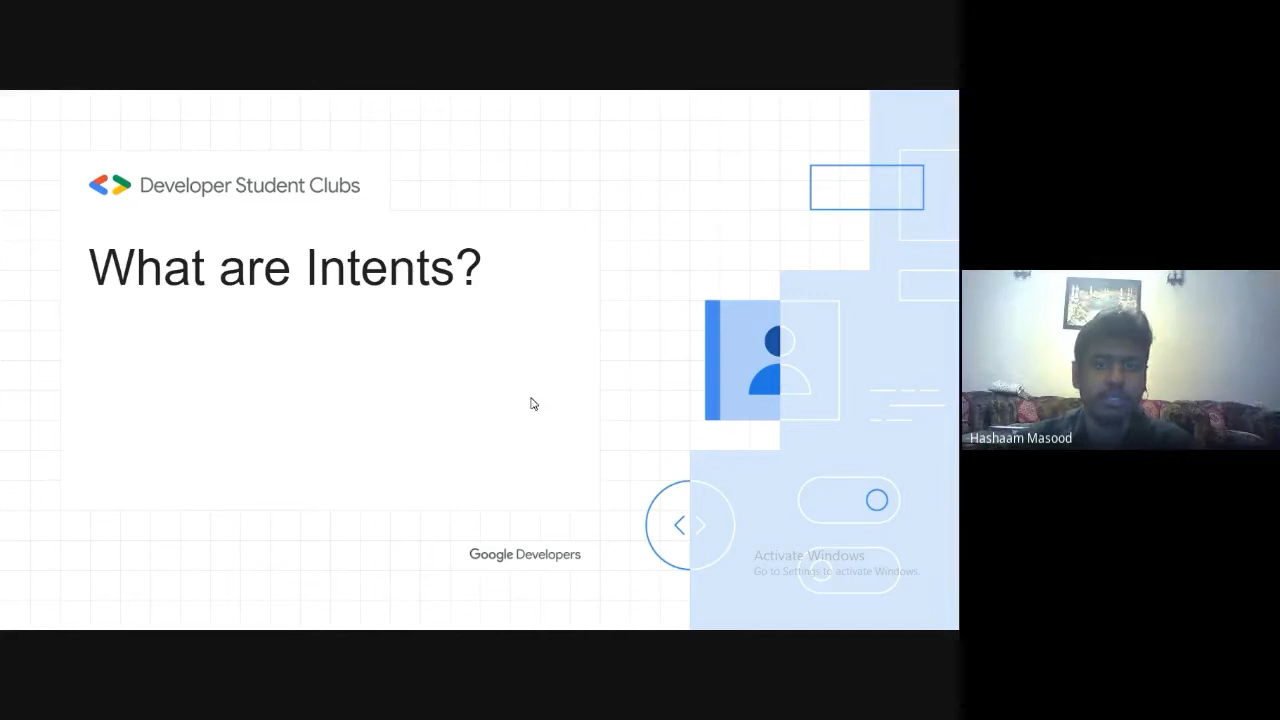 Developer Student Clubs
What are Intents?
Google Developers
Activate Windows
Go to Settings to activate Windows.
Hashaam Masood